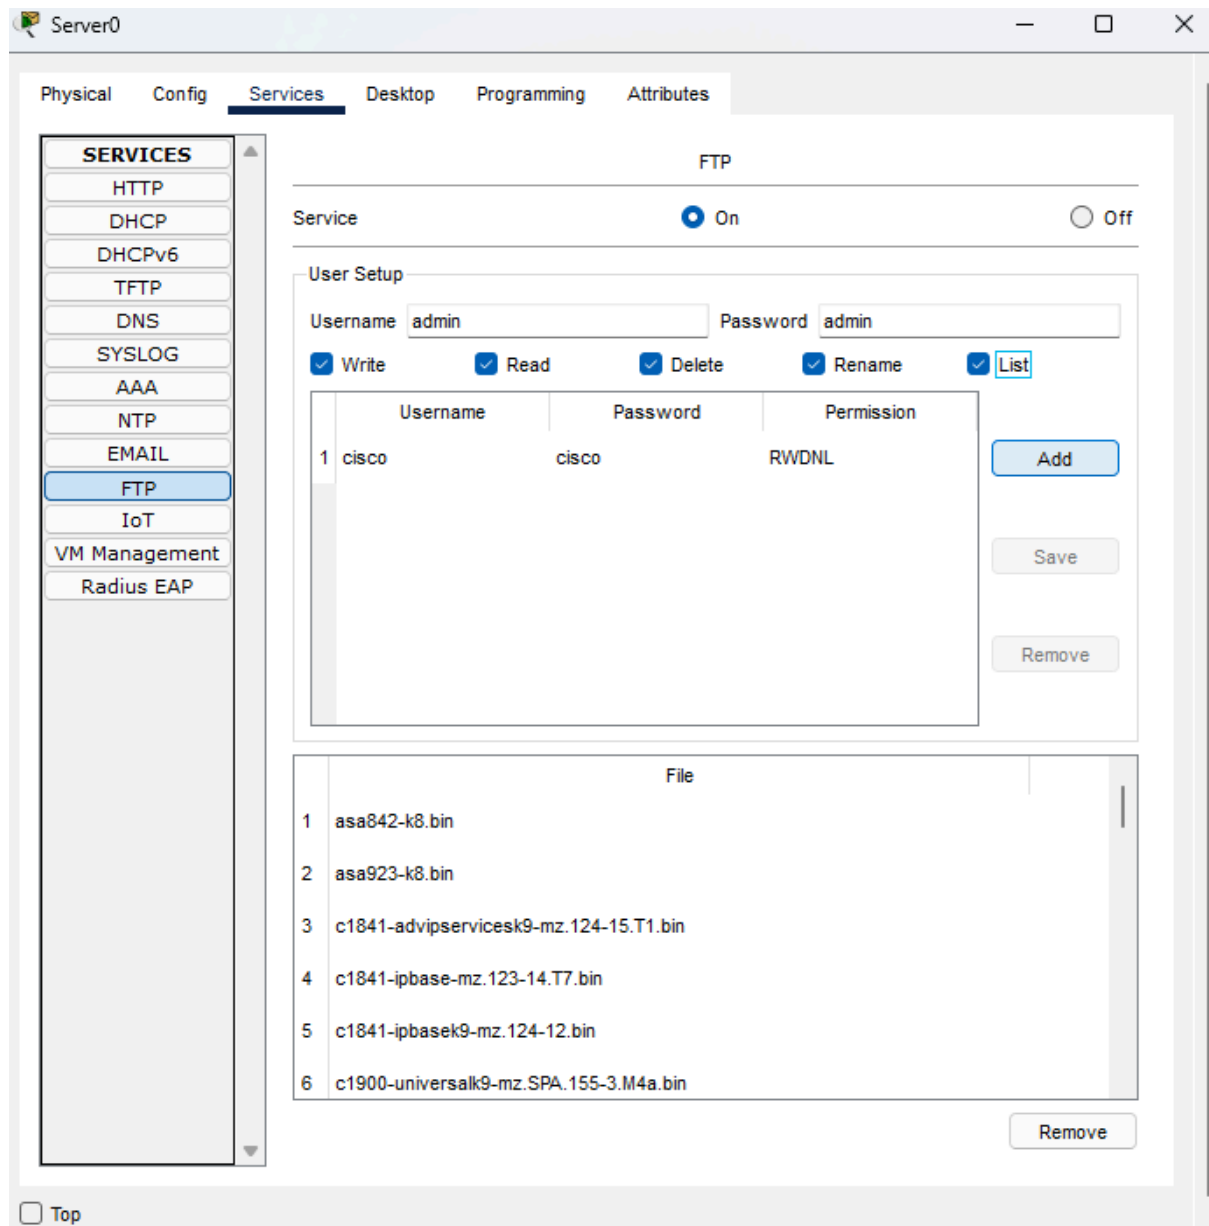 Server0
Physical Config Services Desktop Programming Attributes
SERVICES
HTTP
DHCP
DHCPv6
TFTP
DNS
SYSLOG
AAA
NTP
EMAIL
FTP
IoT
VM Management
Radius EAP
FTP
Service On Off
User Setup
Username admin Password admin
Write Read Delete Rename List
Username Password Permission
1 cisco cisco RWDNL
Add
Save
Remove
File
1 asa842-k8.bin
2 asa923-k8.bin
3 c1841-advipservicesk9-mz.124-15.T1.bin
4 c1841-ipbase-mz.123-14.T7.bin
5 c1841-ipbasek9-mz.124-12.bin
6 c1900-universalk9-mz.SPA.155-3.M4a.bin
Remove
Top